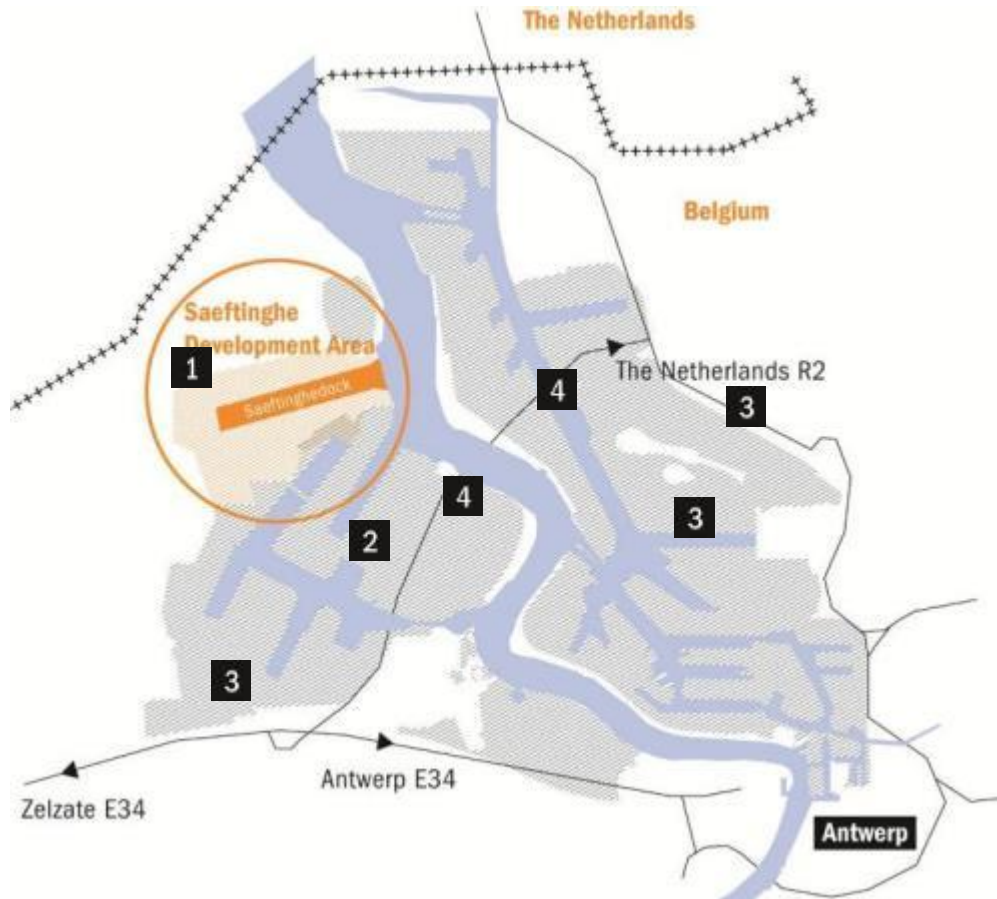 The Netherlands
Belgium
Saeftinghe
Development Area
1
Saeftinghedock
The Netherlands R2
4
3
4
3
2
3
Antwerp E34
Zelzate E34
Antwerp